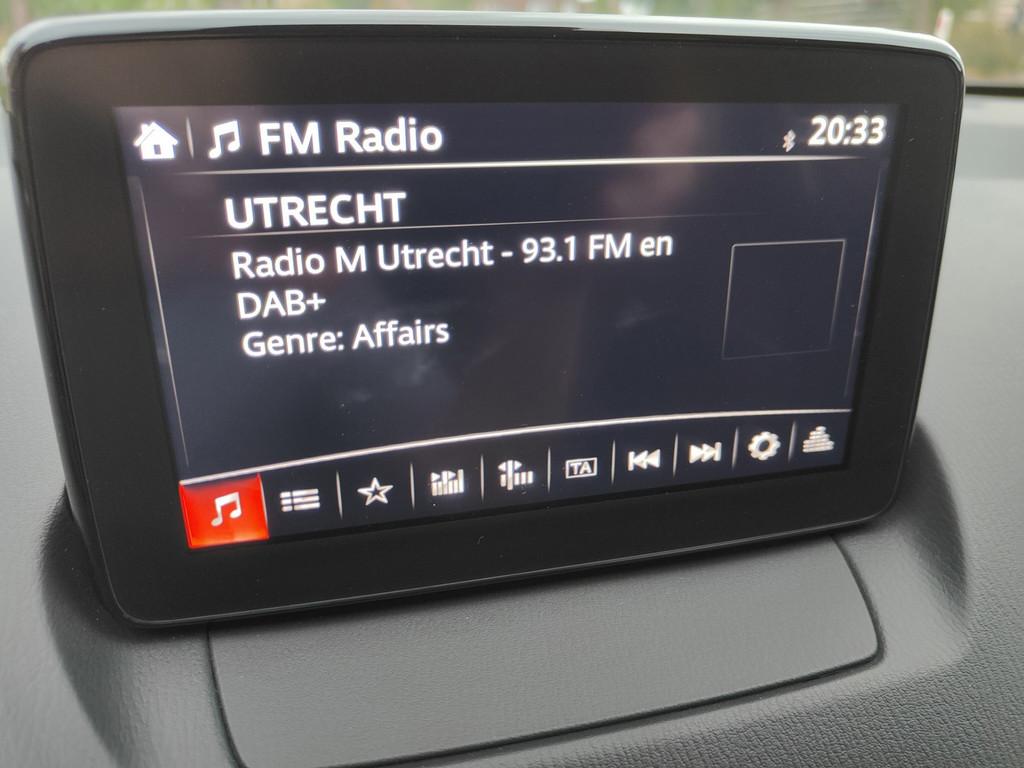 FM Radio
20:33
UTRECHT
Radio M Utrecht - 93.1 FM en
DAB+
Genre: Affairs
TA